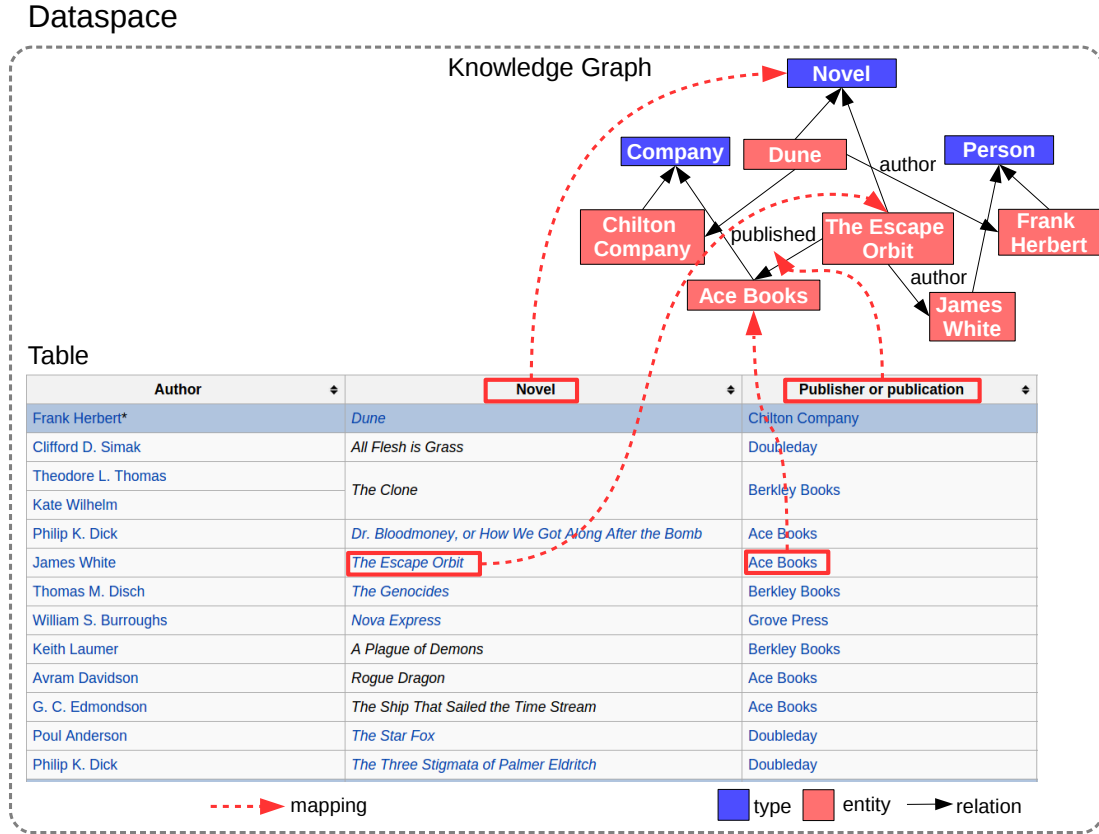 Dataspace
Knowledge Graph
Novel
Company
Dune
Person
author
Chilton
Company
published
The Escape
Orbit
Frank
Herbert
author
Ace Books
James
White
Table
Author Novel Publisher or publication
Frank Herbert* Dune Chilton Company
Clifford D. Simak All Flesh is Grass Doubleday
Theodore L. Thomas
The Clone Berkley Books
Kate Wilhelm
Philip K. Dick Dr. Bloodmoney, or How We Got Along After the Bomb Ace Books
James White The Escape Orbit Ace Books
Thomas M. Disch The Genocides Berkley Books
William S. Burroughs Nova Express Grove Press
Keith Laumer A Plague of Demons Berkley Books
Avram Davidson Rogue Dragon Ace Books
G. C. Edmondson The Ship That Sailed the Time Stream Ace Books
Poul Anderson The Star Fox Doubleday
Philip K. Dick The Three Stigmata of Palmer Eldritch Doubleday
mapping type entity relation